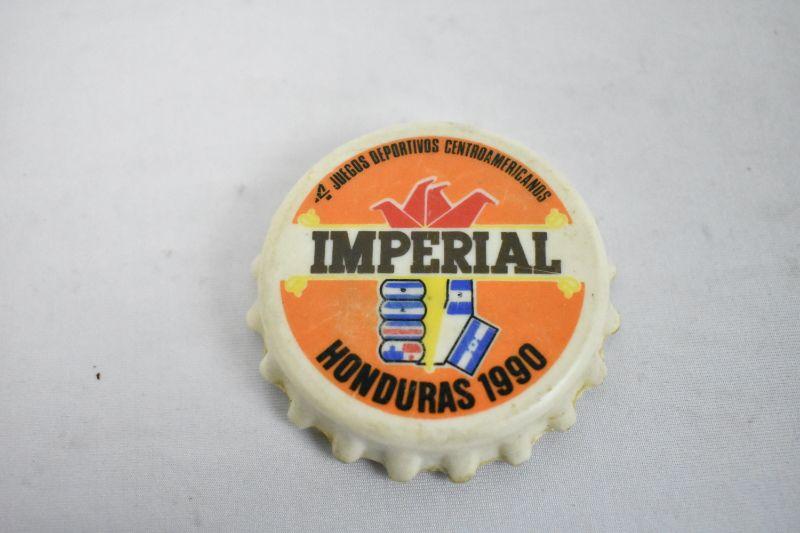 4 JUEGOS DEPORTIVOS CENTROAMERICANOS
IMPERIAL
HONDURAS 1990